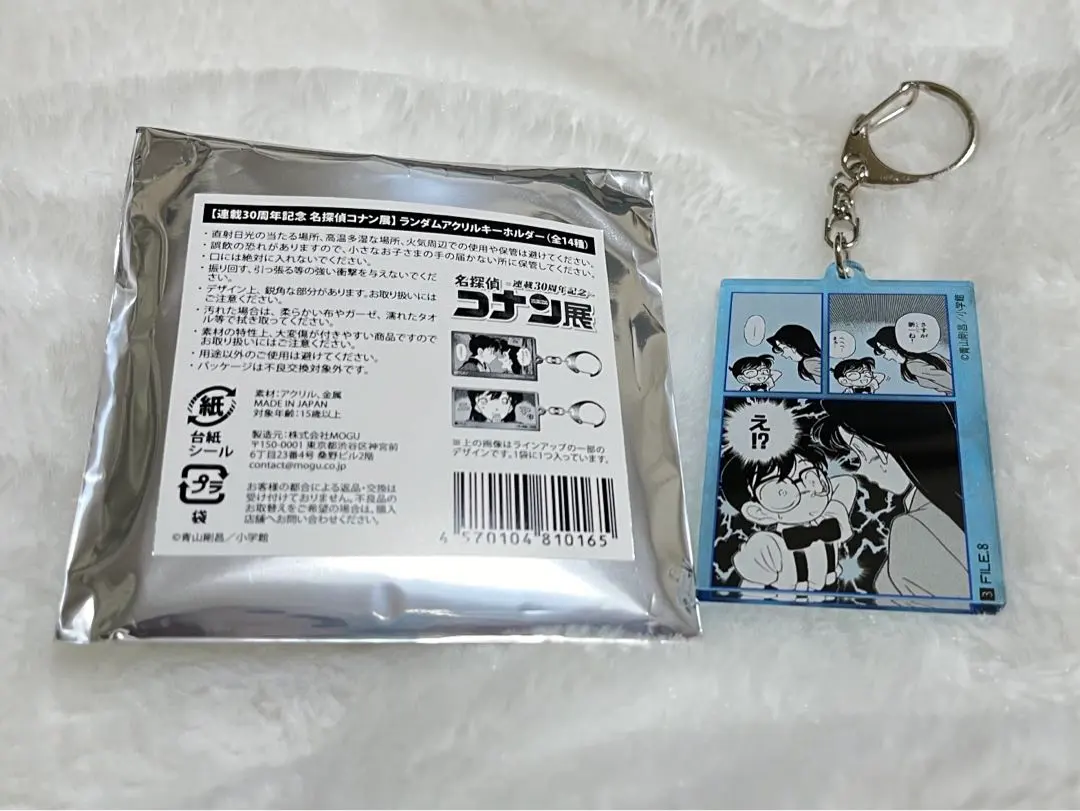 【連載30周年記念 名探偵コナン展】ランダムアクリルキーホルダー(全14種)
・直射日光の当たる場所、高温多湿な場所、火気周辺での使用や保管は避けてください。
・誤飲の恐れがありますので、小さなお子さまの手の届かない所に保管してください。
・口には絶対に入れないでください。
・振り回す、引っ張る等の強い衝撃を与えないでくだ
さい。
・デザイン上、鋭角な部分があります。お取り扱いには
ご注意ください。
・汚れた場合は、柔らかい布やガーゼ、濡れたタオ
ル等で拭き取ってください。
・素材の特性上、大変傷が付きやすい商品ですので
お取り扱いにはご注意ください。
・用途以外のご使用は避けてください。
・パッケージは不良交換対象外です。
名探偵 連載30周年記念
コナン展
※上の画像はラインアップの一部の
デザインです。1袋に1つ入っています。
紙
台紙
シール
プラ
袋
素材:アクリル、金属
MADE IN JAPAN
対象年齢:15歳以上
製造元:株式会社MOGU
〒150-0001 東京都渋谷区神宮前
6丁目23番4号 桑野ビル2階
contact@mogu.co.jp
お客様の都合による返品・交換は
受け付けておりません。不良品の
お取替えをご希望の場合は、購入
店舗へお問い合わせください。
©青山剛昌/小学館
4 570104 810165
さすが
新一ね
え!?
©青山剛昌/小学館
3 FILE.8